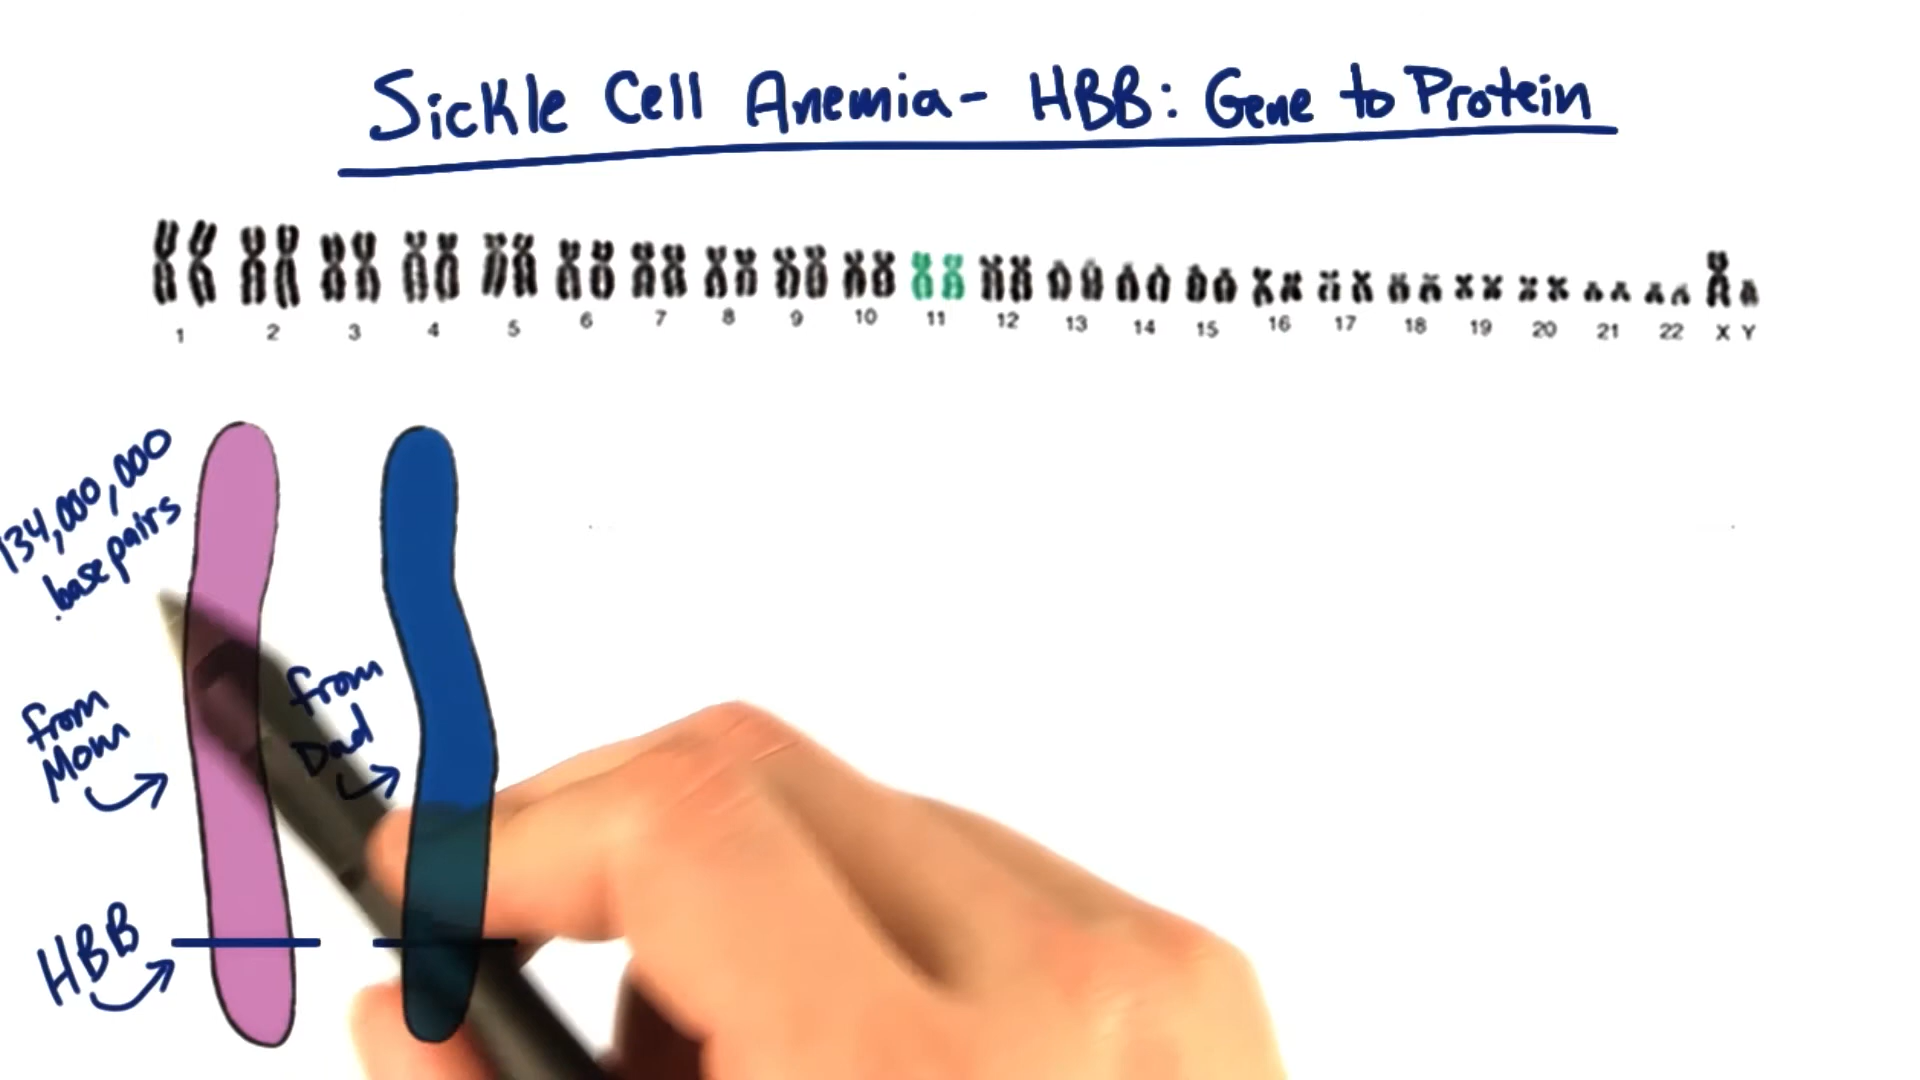 Sickle Cell Anemia- HBB: Gene to Protein
1 2 3 4 5 6 7 8 9 10 11 12 13 14 15 16 17 18 19 20 21 22 X Y
134,000,000
base pairs
from
Mom
from
Dad
HBB